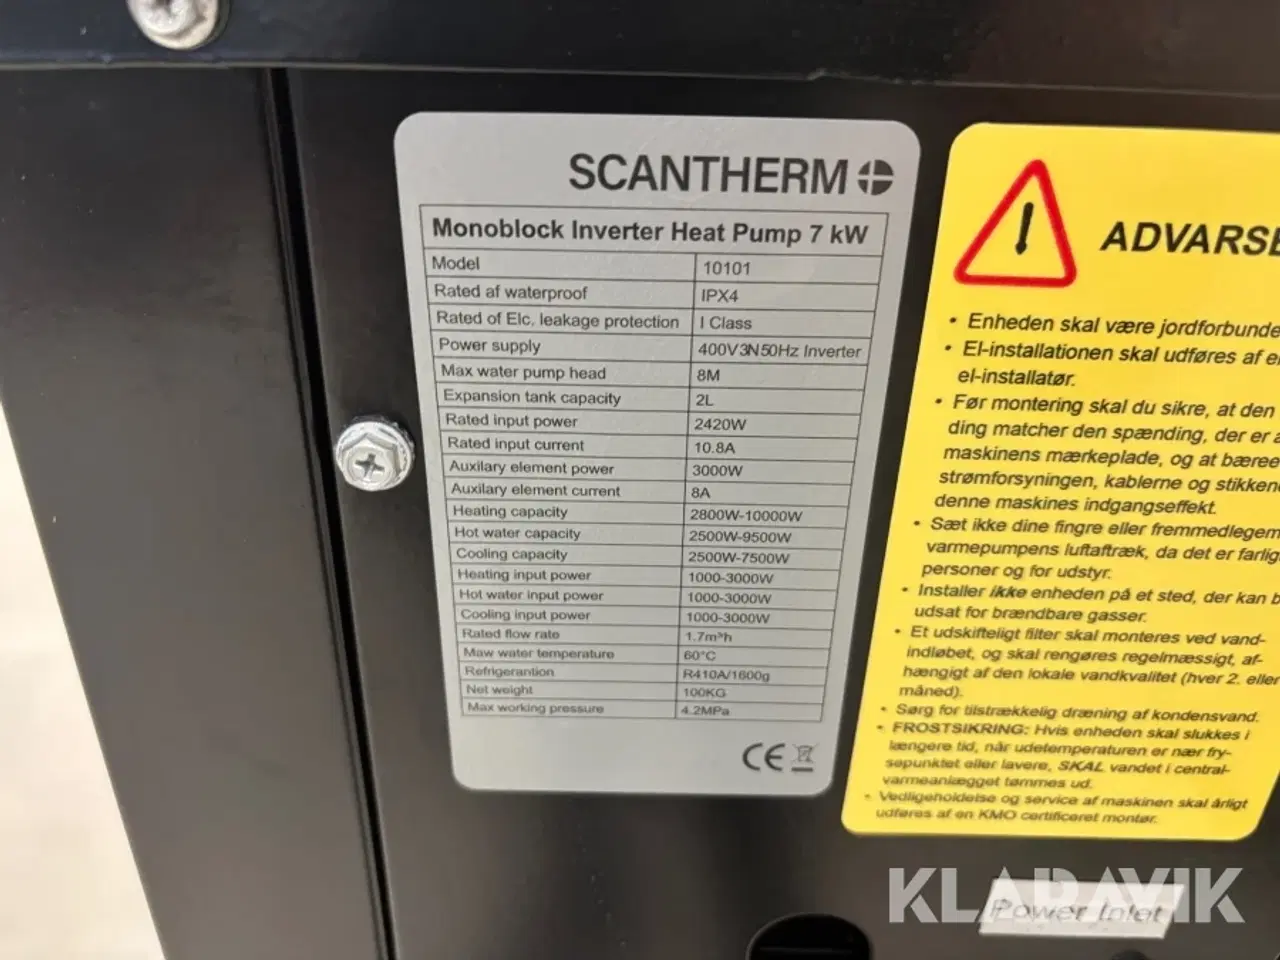 SCANTHERM
Monoblock Inverter Heat Pump 7 kW
Model 10101
Rated af waterproof IPX4
Rated of Elc. leakage protection I Class
Power supply 400V3N50Hz Inverter
Max water pump head 8M
Expansion tank capacity 2L
Rated input power 2420W
Rated input current 10.8A
Auxilary element power 3000W
Auxilary element current 8A
Heating capacity 2800W-10000W
Hot water capacity 2500W-9500W
Cooling capacity 2500W-7500W
Heating input power 1000-3000W
Hot water input power 1000-3000W
Cooling input power 1000-3000W
Rated flow rate 1.7m³h
Maw water temperature 60°C
Refrigerantion R410A/1600g
Net weight 100KG
Max working pressure 4.2MPa
CE
ADVARSE
• Enheden skal være jordforbunde
• El-installationen skal udføres af e
el-installatør.
• Før montering skal du sikre, at den
ding matcher den spænding, der er a
maskinens mærkeplade, og at bæree
strømforsyningen, kablerne og stikken
denne maskines indgangseffekt.
• Sæt ikke dine fingre eller fremmedlegem
varmepumpens luftaftræk, da det er farlig
personer og for udstyr.
• Installer ikke enheden på et sted, der kan b
udsat for brændbare gasser.
• Et udskifteligt filter skal monteres ved vand-
indløbet, og skal rengøres regelmæssigt, af-
hængigt af den lokale vandkvalitet (hver 2. eller
måned).
• Sørg for tilstrækkelig dræning af kondensvand.
• FROSTSIKRING: Hvis enheden skal slukkes i
længere tid, når udetemperaturen er nær fry-
sepunktet eller lavere, SKAL vandet i central-
varmeanlægget tømmes ud.
• Vedligeholdelse og service af maskinen skal årligt
udføres af en KMO certificeret montør.
KLARAVIK
Power Inlet